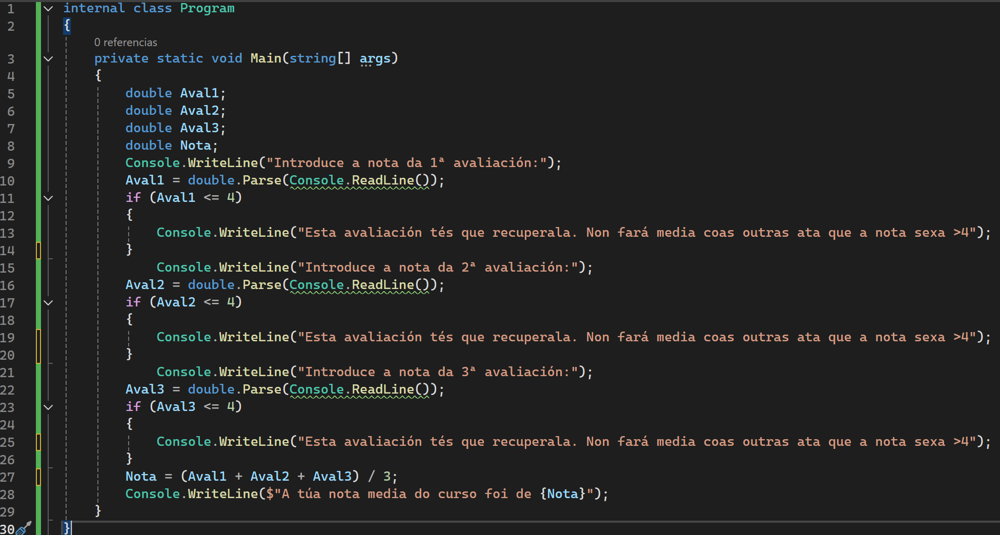 1 internal class Program
2 {
0 referencias
3 private static void Main(string[] args)
4 {
5 double Aval1;
6 double Aval2;
7 double Aval3;
8 double Nota;
9 Console.WriteLine("Introduce a nota da 1ª avaliación:");
10 Aval1 = double.Parse(Console.ReadLine());
11 if (Aval1 <= 4)
12 {
13 Console.WriteLine("Esta avaliación tés que recuperala. Non fará media coas outras ata que a nota sexa >4");
14 }
15 Console.WriteLine("Introduce a nota da 2ª avaliación:");
16 Aval2 = double.Parse(Console.ReadLine());
17 if (Aval2 <= 4)
18 {
19 Console.WriteLine("Esta avaliación tés que recuperala. Non fará media coas outras ata que a nota sexa >4");
20 }
21 Console.WriteLine("Introduce a nota da 3ª avaliación:");
22 Aval3 = double.Parse(Console.ReadLine());
23 if (Aval3 <= 4)
24 {
25 Console.WriteLine("Esta avaliación tés que recuperala. Non fará media coas outras ata que a nota sexa >4");
26 }
27 Nota = (Aval1 + Aval2 + Aval3) / 3;
28 Console.WriteLine($"A túa nota media do curso foi de {Nota}");
29 }
30 }